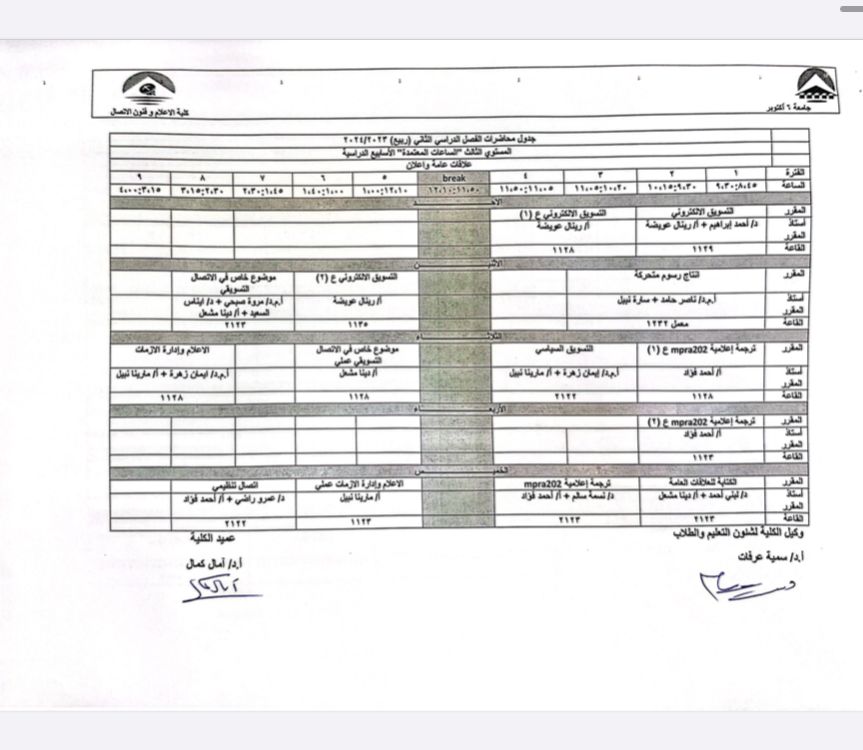 جامعة ٦ أكتوبر
كلية الاعلام و فنون الاتصال
جدول محاضرات الفصل الدراسي الثاني (ربيع) ٢٠٢٤/٢٠٢٣
المستوي الثالث "الساعات المعتمدة" الأسابيع الدراسية
علاقات عامة واعلان
الفترة ١ ٢ ٣ ٤ break ٥ ٦ ٧ ٨ ٩
الساعة ٩،٣٠:٨،٤٥ ١٠،١٥:٩،٣٠ ١١،٠٥:١٠،٢٠ ١١،٥٠:١١،٠٥ ١٢،١٠:١١،٥٠ ١،٠٠:١٢،١٠ ١،٤٠:١،٠٠ ٢،٣٠:١،٤٥ ٣،١٥:٢،٣٠ ٤،٠٠:٣،١٥
المقرر التسويق الالكتروني التسويق الالكتروني ع (١)
أستاذ المقرر د/ أحمد إبراهيم + أ/ رينال عويضة أ/ رينال عويضة
القاعة ١١٢٩ ١١٢٨
المقرر انتاج رسوم متحركة التسويق الالكتروني ع (٢) موضوع خاص في الاتصال التسويقي
أستاذ المقرر أ.م.د/ ناصر حامد + سارة نبيل أ/ رينال عويضة أ.م.د/ مروة صبحي + د/ ايناس السعيد + أ/ دينا مشعل
القاعة معمل ١٢٣٢ ١١٣٥ ٢١٢٣
الثلاثاء
المقرر ترجمة إعلامية mpra202 ع (١) التسويق السياسي موضوع خاص في الاتصال التسويقي عملي الاعلام وإدارة الازمات
أستاذ المقرر أ/ أحمد فؤاد أ.م.د/ إيمان زهرة + أ/ مارينا نبيل أ/ دينا مشعل أ.م.د/ ايمان زهرة + أ/ مارينا نبيل
القاعة ١١٢٨ ٢١٢٢ ١١٢٨ ١١٢٨
المقرر ترجمة إعلامية mpra202 ع (٢)
أستاذ المقرر أ/ أحمد فؤاد
القاعة ١١٢٣
الخميس
المقرر الكتابة للعلاقات العامة ترجمة إعلامية mpra202 الاعلام وإدارة الازمات عملي اتصال تنظيمي
أستاذ المقرر د/ ليلي أحمد + أ/ دينا مشعل د/ نسمة سالم + أ/ أحمد فؤاد أ/ مارينا نبيل د/ عمرو راضي + أ/ أحمد فؤاد
القاعة ٢١٢٣ ٢١٢٣ ١١٢٣ ٢١٢٢
وكيل الكلية لشئون التعليم والطلاب
عميد الكلية
أ.د/ سمية عرفات
أ.د/ أمال كمال